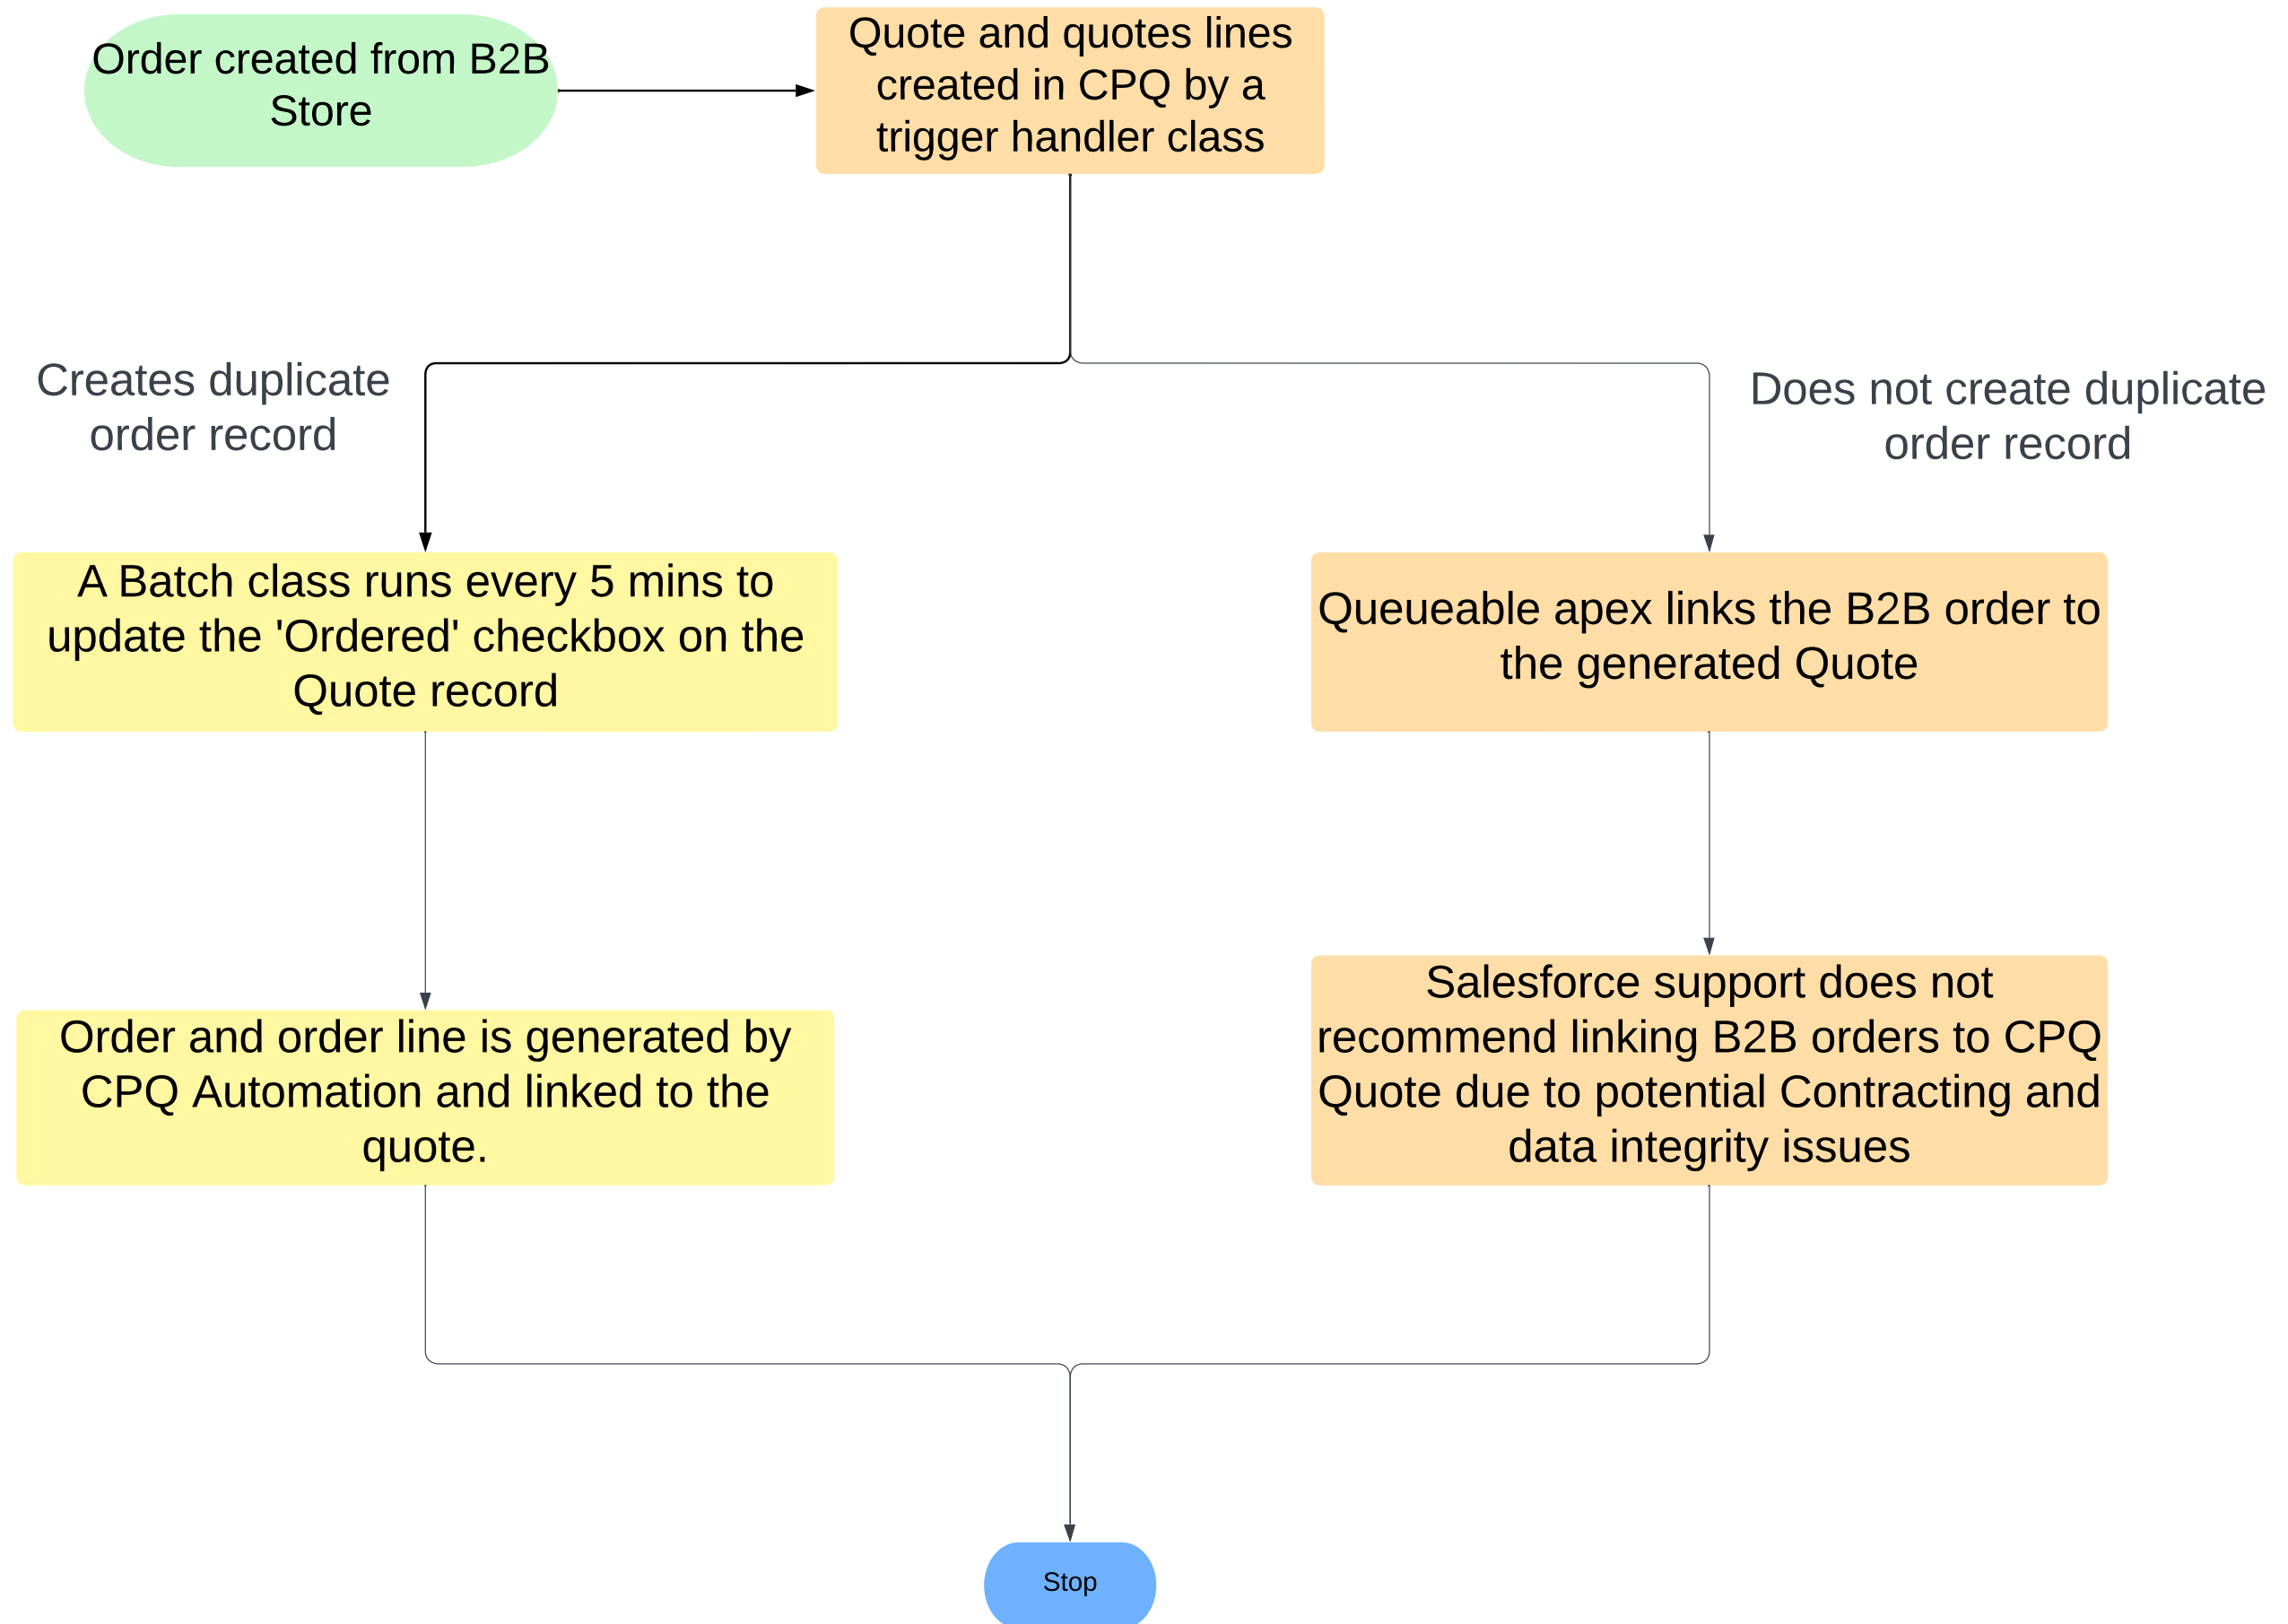 Order created from B2B
Store
Quote and quotes lines
created in CPQ by a
trigger handler class
Creates duplicate
order record
Does not create duplicate
order record
A Batch class runs every 5 mins to
update the 'Ordered' checkbox on the
Quote record
Queueable apex links the B2B order to
the generated Quote
Order and order line is generated by
CPQ Automation and linked to the
quote.
Salesforce support does not
recommend linking B2B orders to CPQ
Quote due to potential Contracting and
data integrity issues
Stop